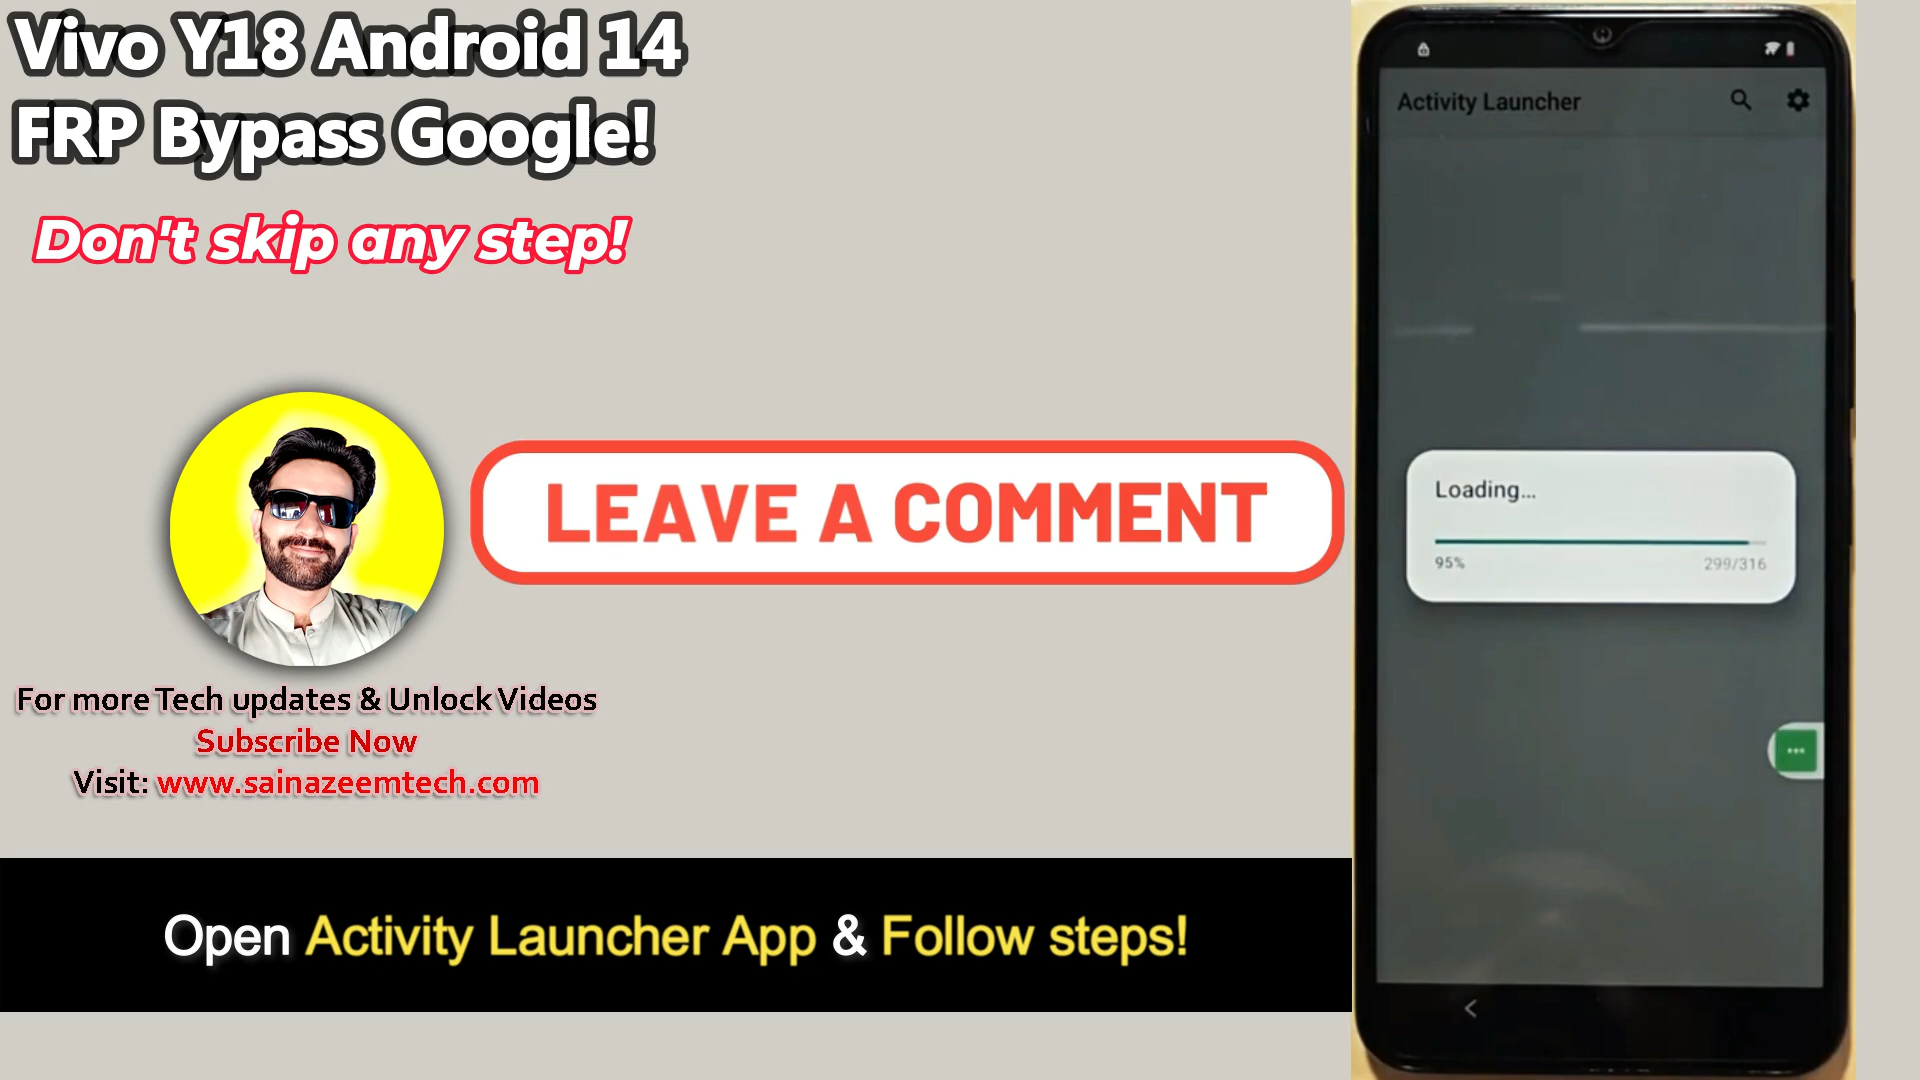 Vivo Y18 Android 14
FRP Bypass Google!
Don't skip any step!
LEAVE A COMMENT
For more Tech updates & Unlock Videos
Subscribe Now
Visit: www.sainazeemtech.com
Open Activity Launcher App & Follow steps!
Activity Launcher
Loading...
95% 299/316